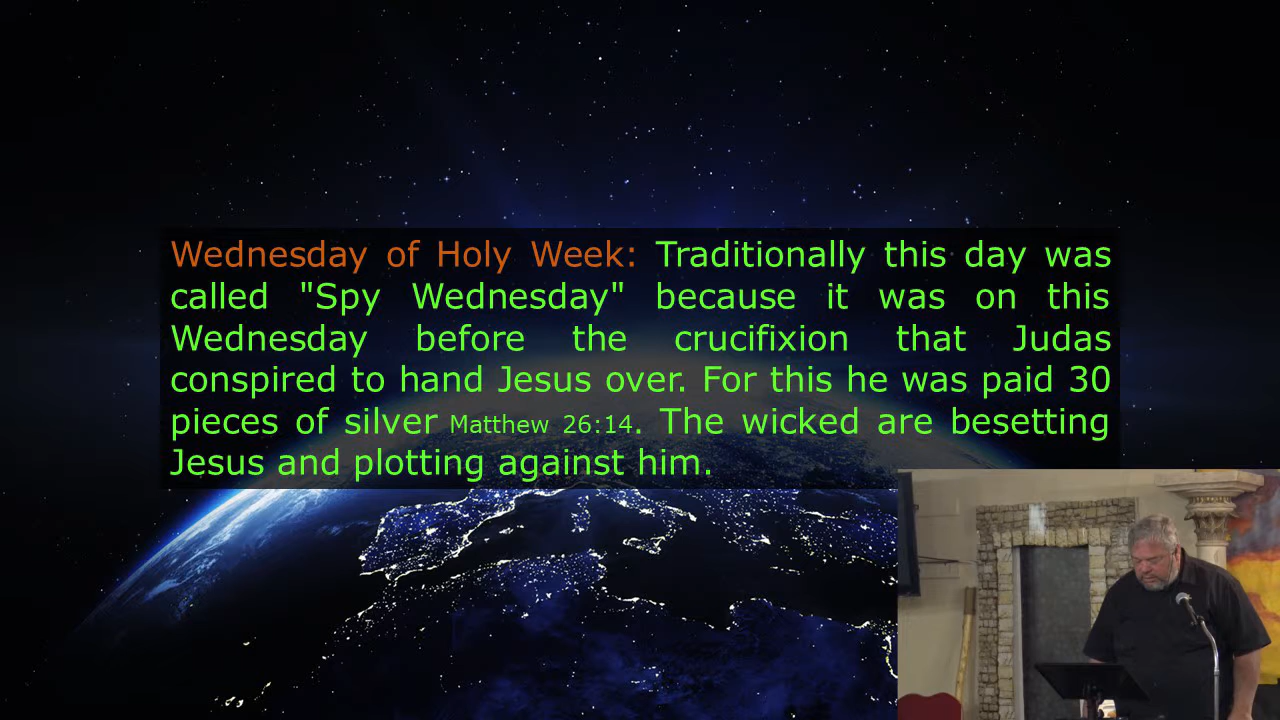 Wednesday of Holy Week: Traditionally this day was
called "Spy Wednesday" because it was on this
Wednesday before the crucifixion that Judas
conspired to hand Jesus over. For this he was paid 30
pieces of silver Matthew 26:14. The wicked are besetting
Jesus and plotting against him.